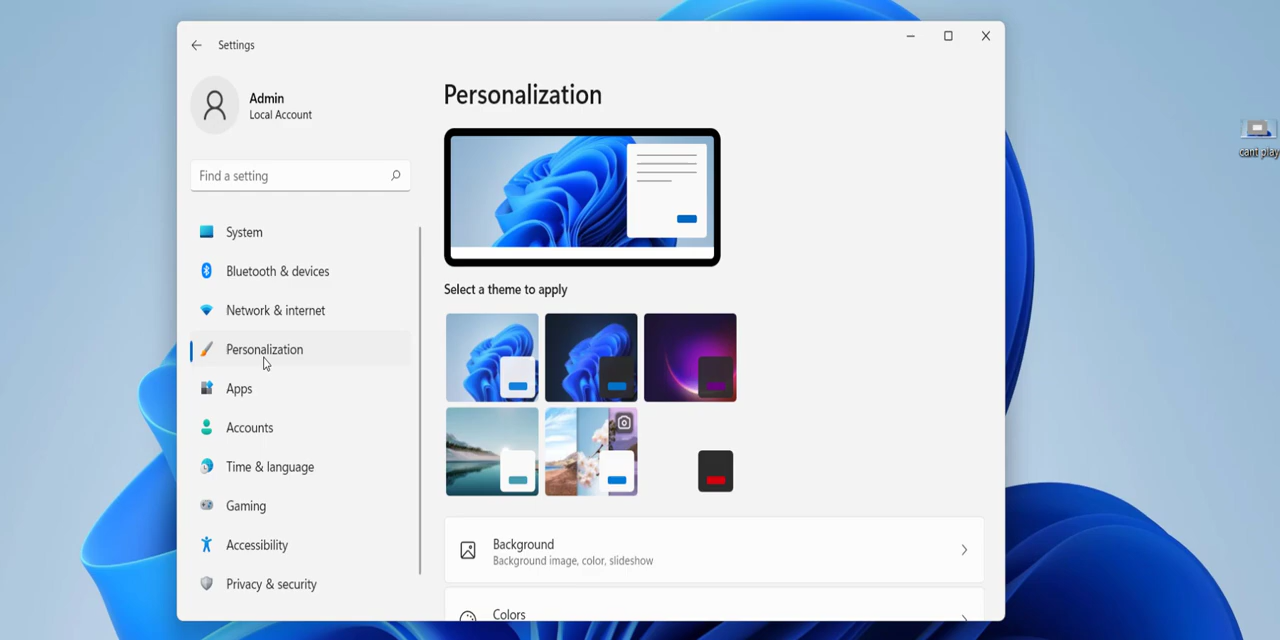 Settings
Admin
Local Account
Find a setting
System
Bluetooth & devices
Network & internet
Personalization
Apps
Accounts
Time & language
Gaming
Accessibility
Privacy & security
Personalization
Select a theme to apply
Background
Background image, color, slideshow
Colors
cant play